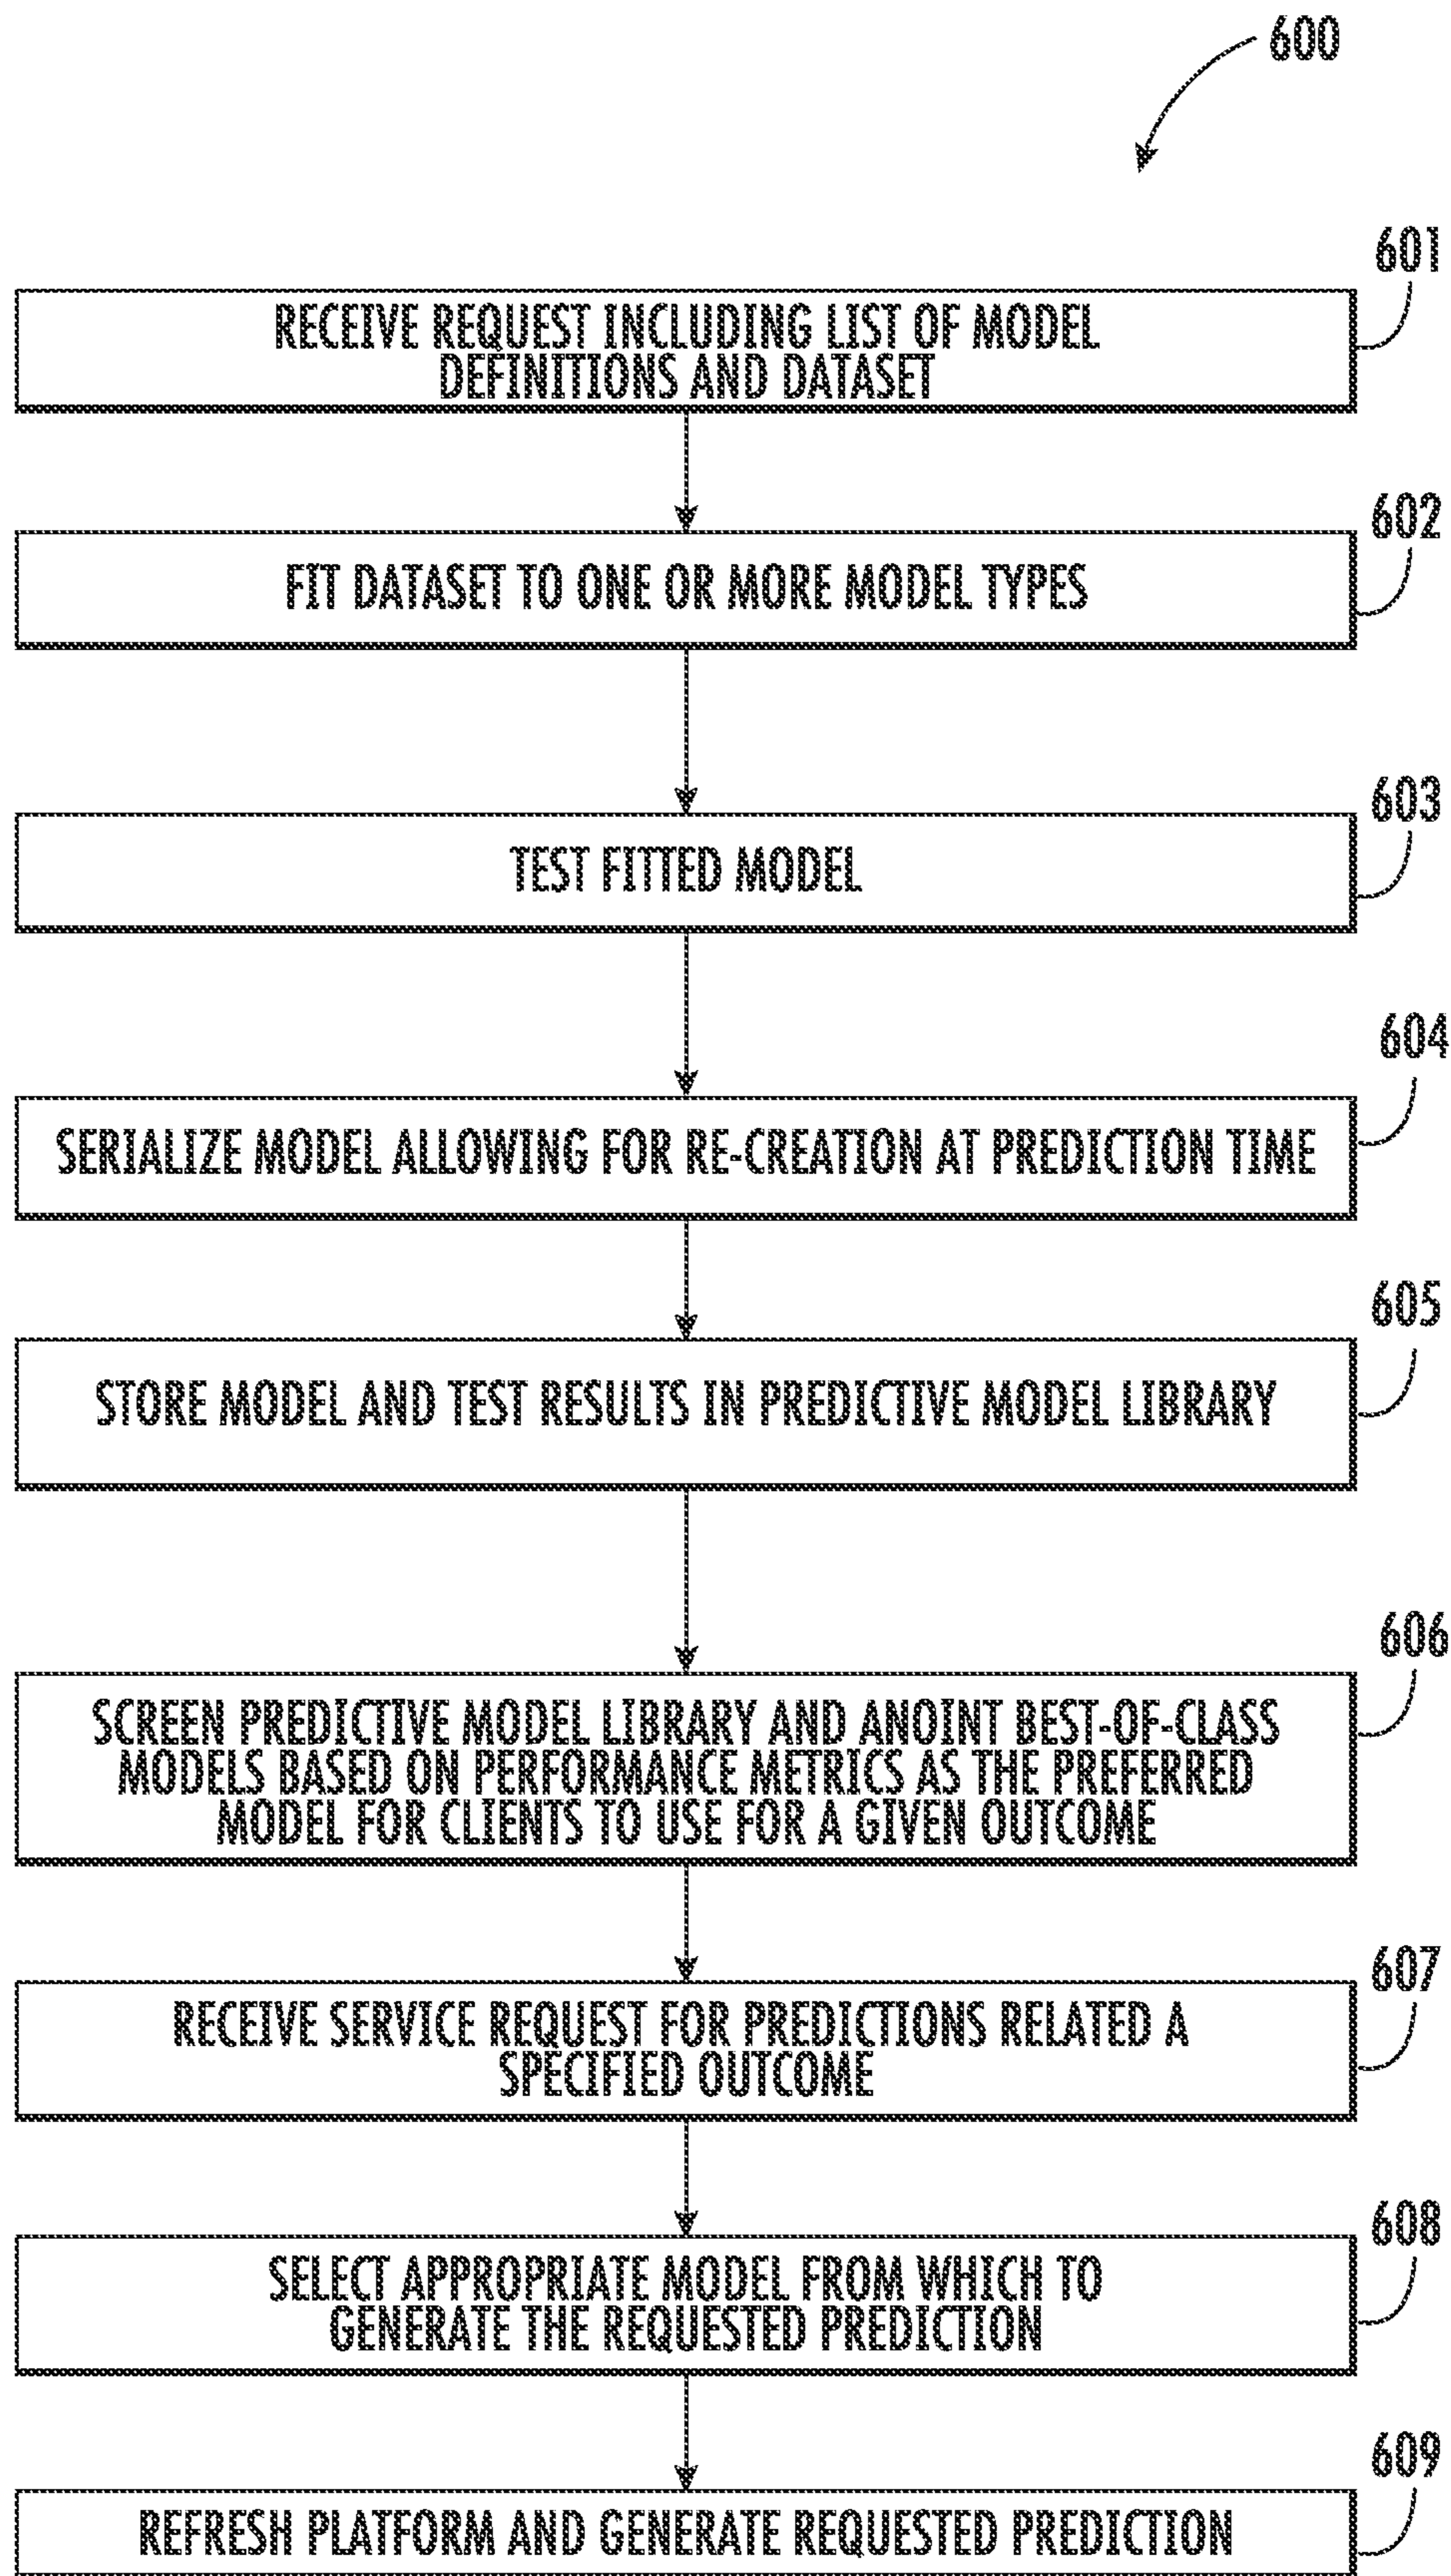 600
601
RECEIVE REQUEST INCLUDING LIST OF MODEL
DEFINITIONS AND DATASET
602
FIT DATASET TO ONE OR MORE MODEL TYPES
603
TEST FITTED MODEL
604
SERIALIZE MODEL ALLOWING FOR RE-CREATION AT PREDICTION TIME
605
STORE MODEL AND TEST RESULTS IN PREDICTIVE MODEL LIBRARY
606
SCREEN PREDICTIVE MODEL LIBRARY AND ANOINT BEST-OF-CLASS
MODELS BASED ON PERFORMANCE METRICS AS THE PREFERRED
MODEL FOR CLIENTS TO USE FOR A GIVEN OUTCOME
607
RECEIVE SERVICE REQUEST FOR PREDICTIONS RELATED A
SPECIFIED OUTCOME
608
SELECT APPROPRIATE MODEL FROM WHICH TO
GENERATE THE REQUESTED PREDICTION
609
REFRESH PLATFORM AND GENERATE REQUESTED PREDICTION